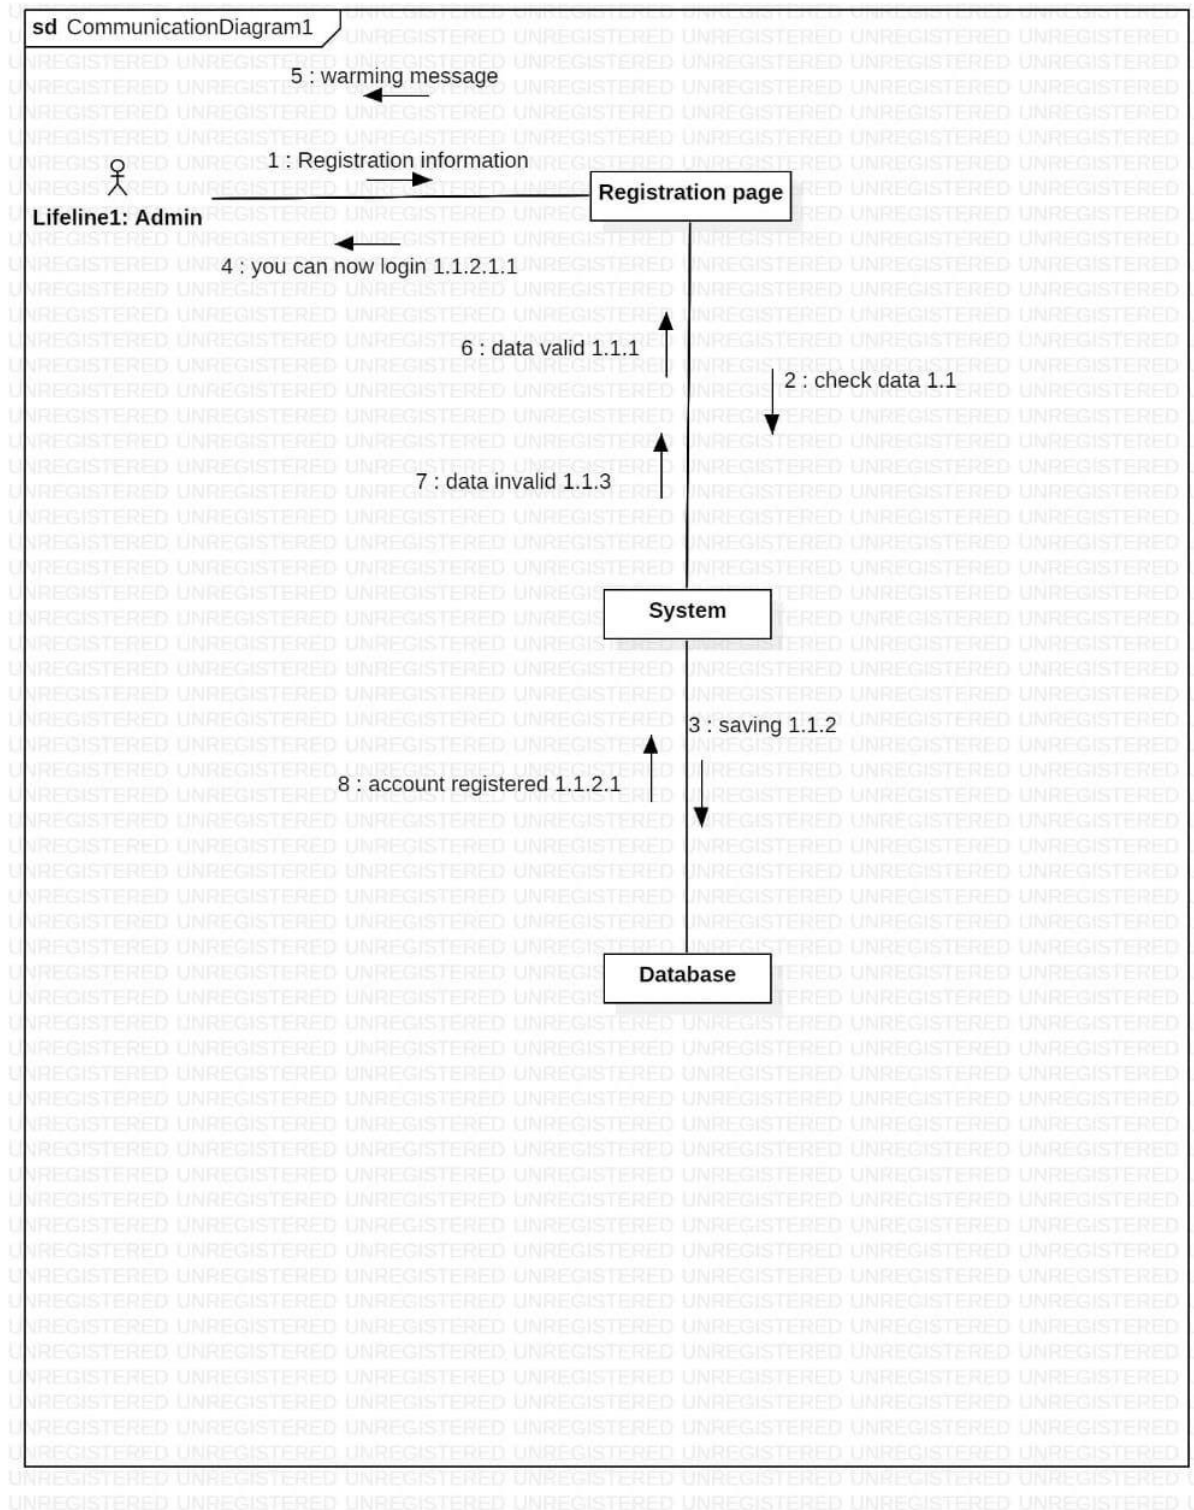 sd CommunicationDiagram1
5 : warming message
1 : Registration information
Registration page
Lifeline1: Admin
4 : you can now login 1.1.2.1.1
6 : data valid 1.1.1
2 : check data 1.1
7 : data invalid 1.1.3
System
3 : saving 1.1.2
8 : account registered 1.1.2.1
Database
UNREGISTERED